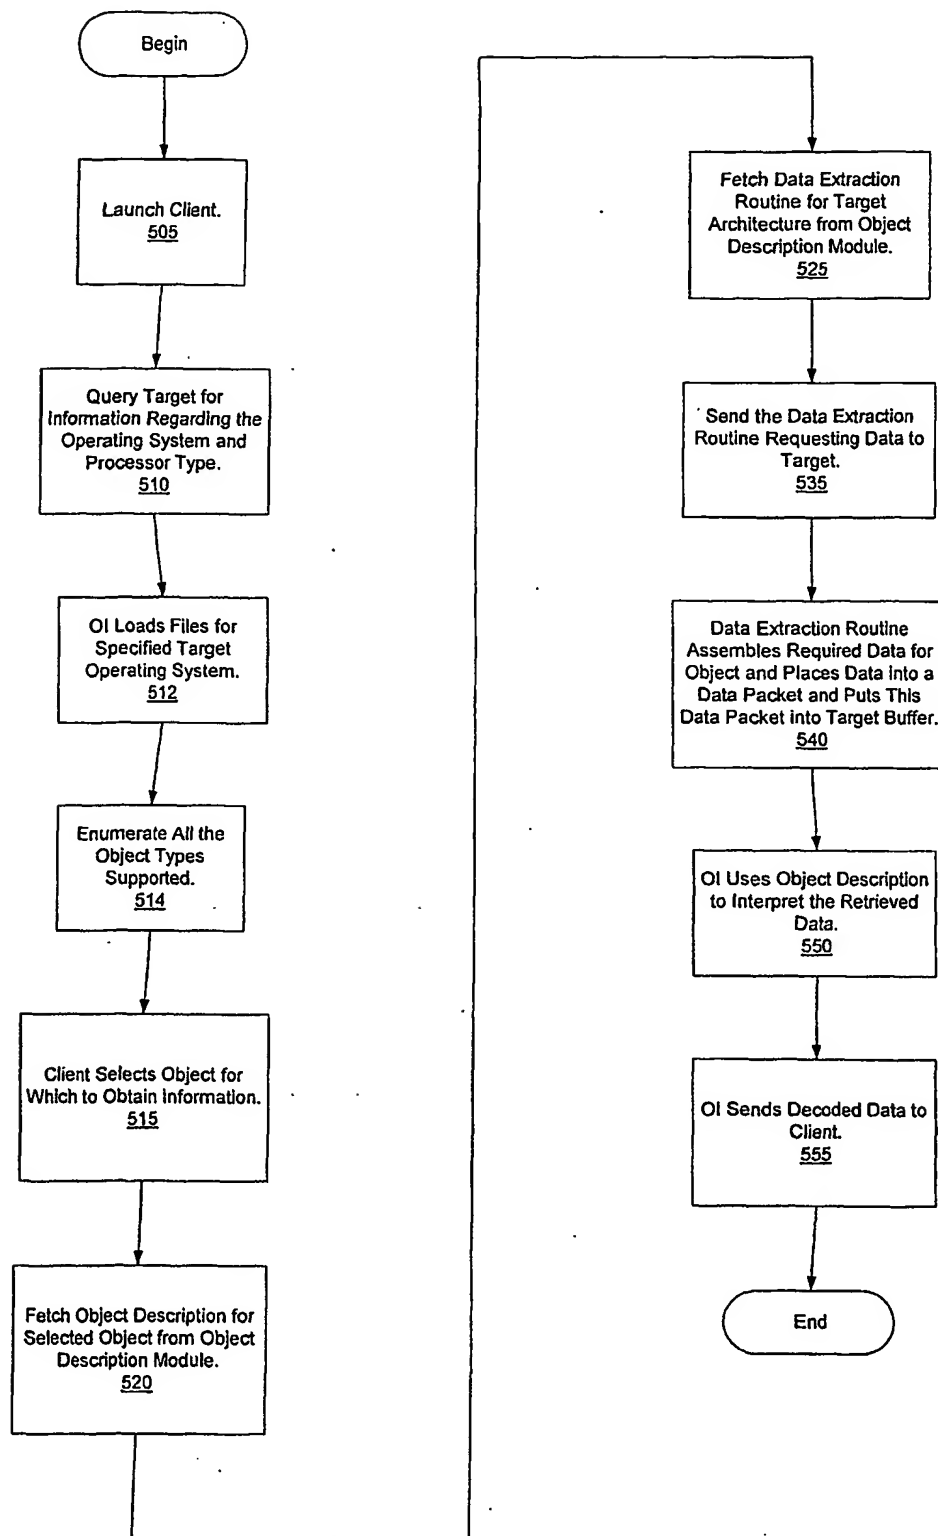 Begin
Launch Client.
505
Query Target for
Information Regarding the
Operating System and
Processor Type.
510
OI Loads Files for
Specified Target
Operating System.
512
Enumerate All the
Object Types
Supported.
514
Client Selects Object for
Which to Obtain Information.
515
Fetch Object Description for
Selected Object from Object
Description Module.
520
Fetch Data Extraction
Routine for Target
Architecture from Object
Description Module.
525
Send the Data Extraction
Routine Requesting Data to
Target.
535
Data Extraction Routine
Assembles Required Data for
Object and Places Data into a
Data Packet and Puts This
Data Packet into Target Buffer.
540
OI Uses Object Description
to Interpret the Retrieved
Data.
550
OI Sends Decoded Data to
Client.
555
End